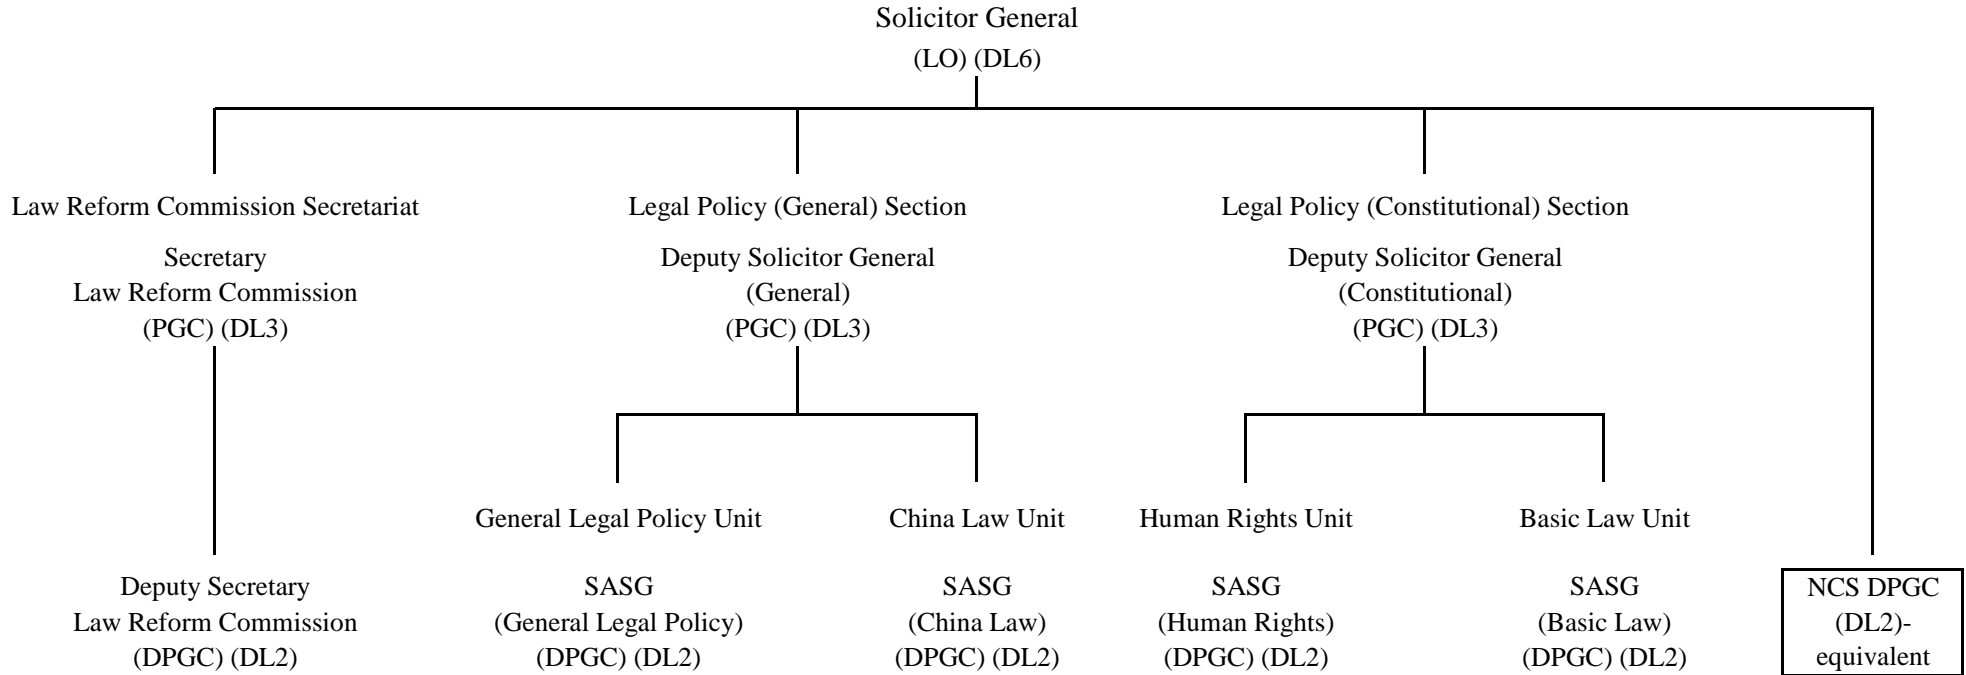 Solicitor General
(LO) (DL6)
Law Reform Commission Secretariat
Secretary
Law Reform Commission
(PGC) (DL3)
Legal Policy (General) Section
Deputy Solicitor General
(General)
(PGC) (DL3)
Legal Policy (Constitutional) Section
Deputy Solicitor General
(Constitutional)
(PGC) (DL3)
Deputy Secretary
Law Reform Commission
(DPGC) (DL2)
General Legal Policy Unit
SASG
(General Legal Policy)
(DPGC) (DL2)
China Law Unit
SASG
(China Law)
(DPGC) (DL2)
Human Rights Unit
SASG
(Human Rights)
(DPGC) (DL2)
Basic Law Unit
SASG
(Basic Law)
(DPGC) (DL2)
NCS DPGC
(DL2)-
equivalent